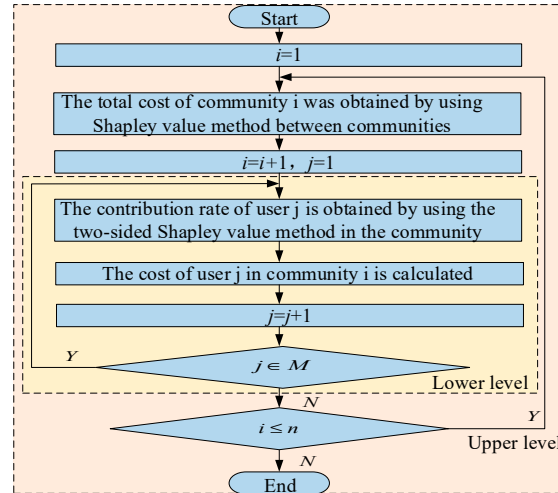 Start
i=1
The total cost of community i was obtained by using
Shapley value method between communities
i=i+1, j=1
The contribution rate of user j is obtained by using the
two-sided Shapley value method in the community
The cost of user j in community i is calculated
j=j+1
Y
j ∈ M
Lower level
N
Y
i ≤ n
Upper level
N
End